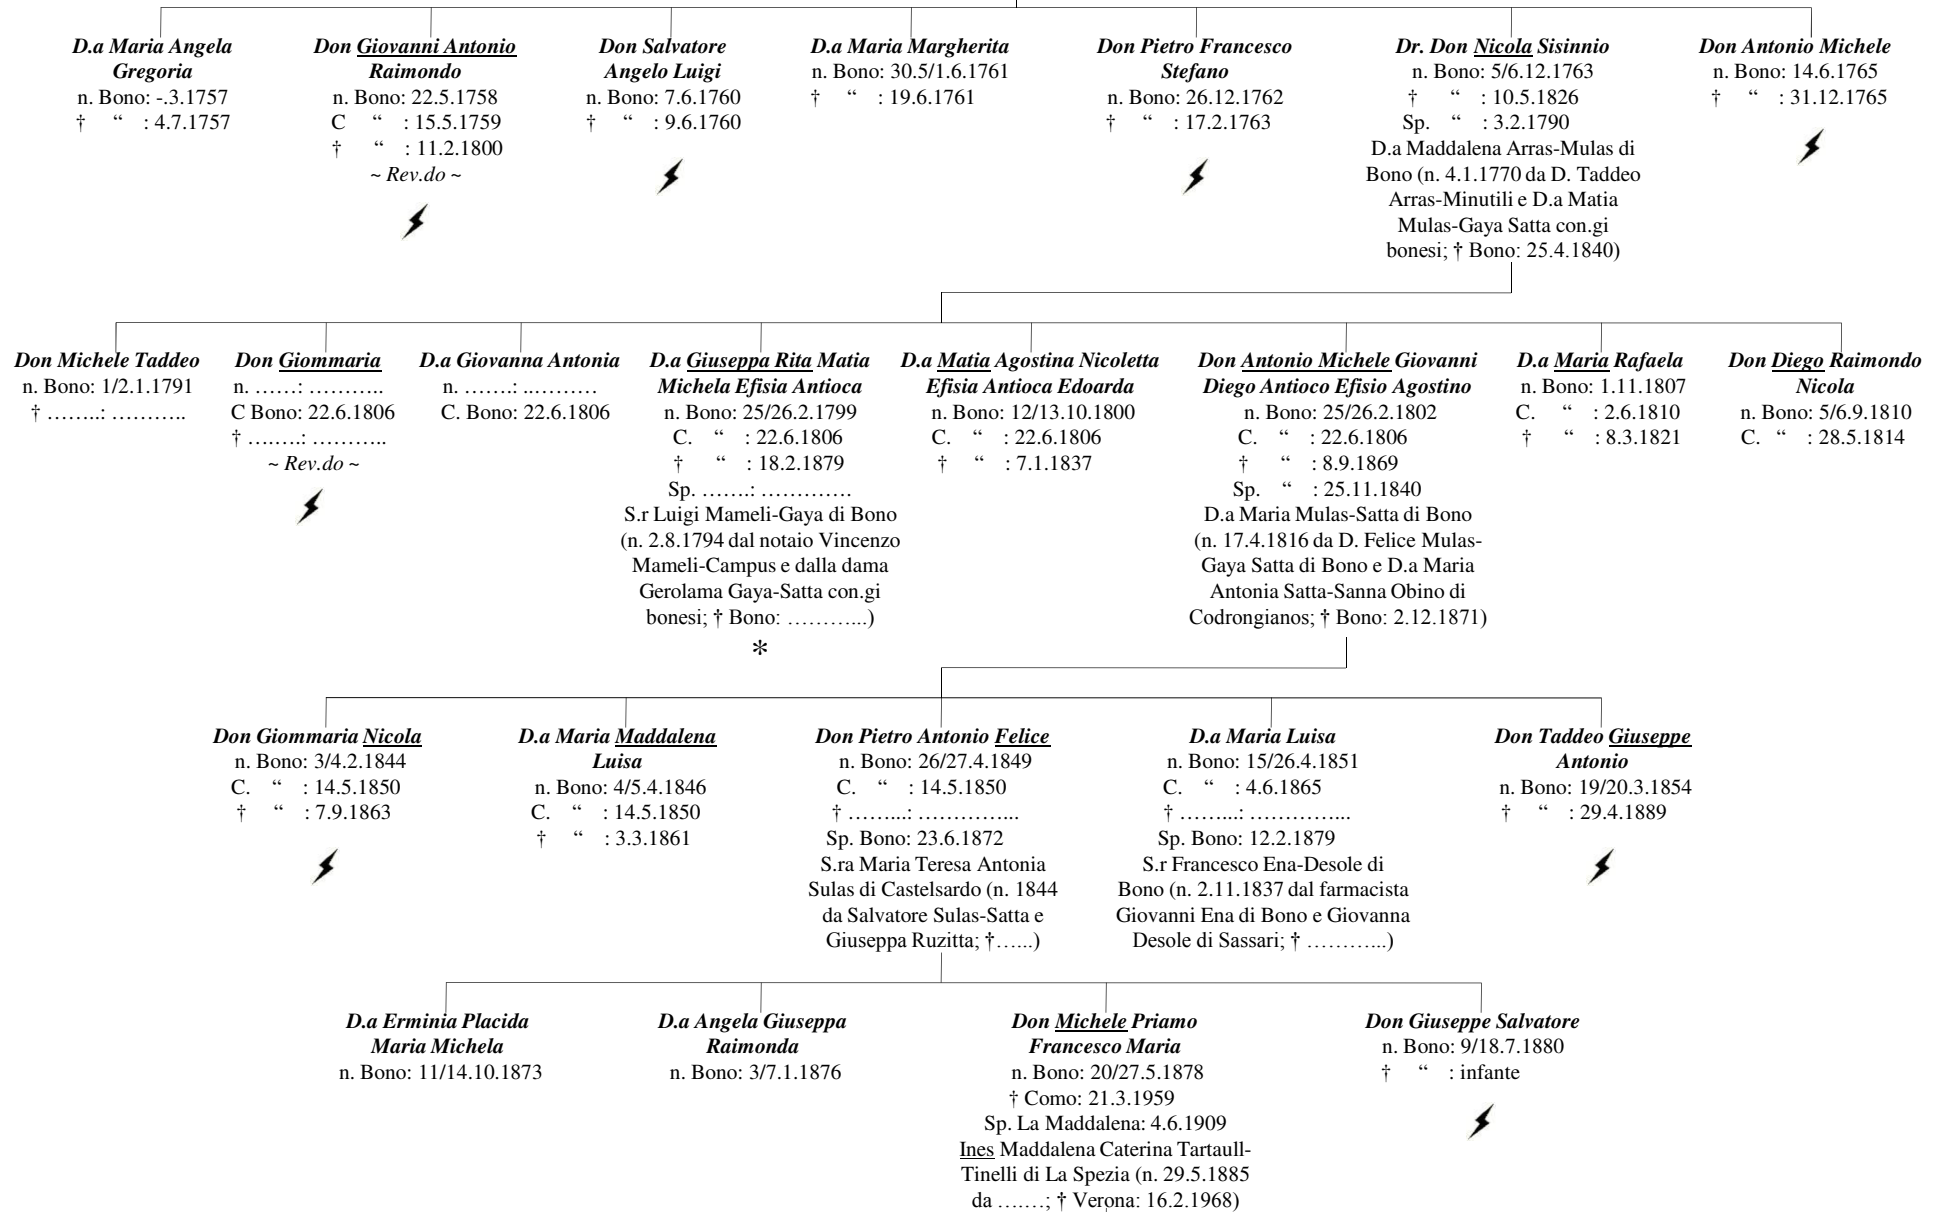 D.a Maria Angela
Gregoria
n. Bono: -.3.1757
† “ : 4.7.1757
Don Giovanni Antonio
Raimondo
n. Bono: 22.5.1758
C “ : 15.5.1759
† “ : 11.2.1800
~ Rev.do ~
Don Salvatore
Angelo Luigi
n. Bono: 7.6.1760
† “ : 9.6.1760
D.a Maria Margherita
n. Bono: 30.5/1.6.1761
† “ : 19.6.1761
Don Pietro Francesco
Stefano
n. Bono: 26.12.1762
† “ : 17.2.1763
Dr. Don Nicola Sisinnio
n. Bono: 5/6.12.1763
† “ : 10.5.1826
Sp. “ : 3.2.1790
D.a Maddalena Arras-Mulas di
Bono (n. 4.1.1770 da D. Taddeo
Arras-Minutili e D.a Matia
Mulas-Gaya Satta con.gi
bonesi; † Bono: 25.4.1840)
Don Antonio Michele
n. Bono: 14.6.1765
† “ : 31.12.1765
Don Michele Taddeo
n. Bono: 1/2.1.1791
† ……..: ………..
Don Giommaria
n. ……: ………..
C Bono: 22.6.1806
† …..….: ………..
~ Rev.do ~
D.a Giovanna Antonia
n. …….: ..………
C. Bono: 22.6.1806
D.a Giuseppa Rita Matia
Michela Efisia Antioca
n. Bono: 25/26.2.1799
C. “ : 22.6.1806
† “ : 18.2.1879
Sp. …….: ………….
S.r Luigi Mameli-Gaya di Bono
(n. 2.8.1794 dal notaio Vincenzo
Mameli-Campus e dalla dama
Gerolama Gaya-Satta con.gi
bonesi; † Bono: ………...)
*
D.a Matia Agostina Nicoletta
Efisia Antioca Edoarda
n. Bono: 12/13.10.1800
C. “ : 22.6.1806
† “ : 7.1.1837
Don Antonio Michele Giovanni
Diego Antioco Efisio Agostino
n. Bono: 25/26.2.1802
C. “ : 22.6.1806
† “ : 8.9.1869
Sp. “ : 25.11.1840
D.a Maria Mulas-Satta di Bono
(n. 17.4.1816 da D. Felice Mulas-
Gaya Satta di Bono e D.a Maria
Antonia Satta-Sanna Obino di
Codrongianos; † Bono: 2.12.1871)
D.a Maria Rafaela
n. Bono: 1.11.1807
C. “ : 2.6.1810
† “ : 8.3.1821
Don Diego Raimondo
Nicola
n. Bono: 5/6.9.1810
C. “ : 28.5.1814
Don Giommaria Nicola
n. Bono: 3/4.2.1844
C. “ : 14.5.1850
† “ : 7.9.1863
D.a Maria Maddalena
Luisa
n. Bono: 4/5.4.1846
C. “ : 14.5.1850
† “ : 3.3.1861
Don Pietro Antonio Felice
n. Bono: 26/27.4.1849
C. “ : 14.5.1850
† ……...: …………...
Sp. Bono: 23.6.1872
S.ra Maria Teresa Antonia
Sulas di Castelsardo (n. 1844
da Salvatore Sulas-Satta e
Giuseppa Ruzitta; †…...)
D.a Maria Luisa
n. Bono: 15/26.4.1851
C. “ : 4.6.1865
† ……...: …………...
Sp. Bono: 12.2.1879
S.r Francesco Ena-Desole di
Bono (n. 2.11.1837 dal farmacista
Giovanni Ena di Bono e Giovanna
Desole di Sassari; † ………...)
Don Taddeo Giuseppe
Antonio
n. Bono: 19/20.3.1854
† “ : 29.4.1889
D.a Erminia Placida
Maria Michela
n. Bono: 11/14.10.1873
D.a Angela Giuseppa
Raimonda
n. Bono: 3/7.1.1876
Don Michele Priamo
Francesco Maria
n. Bono: 20/27.5.1878
† Como: 21.3.1959
Sp. La Maddalena: 4.6.1909
Ines Maddalena Caterina Tartaull-
Tinelli di La Spezia (n. 29.5.1885
da …….; † Verona: 16.2.1968)
Don Giuseppe Salvatore
n. Bono: 9/18.7.1880
† “ : infante